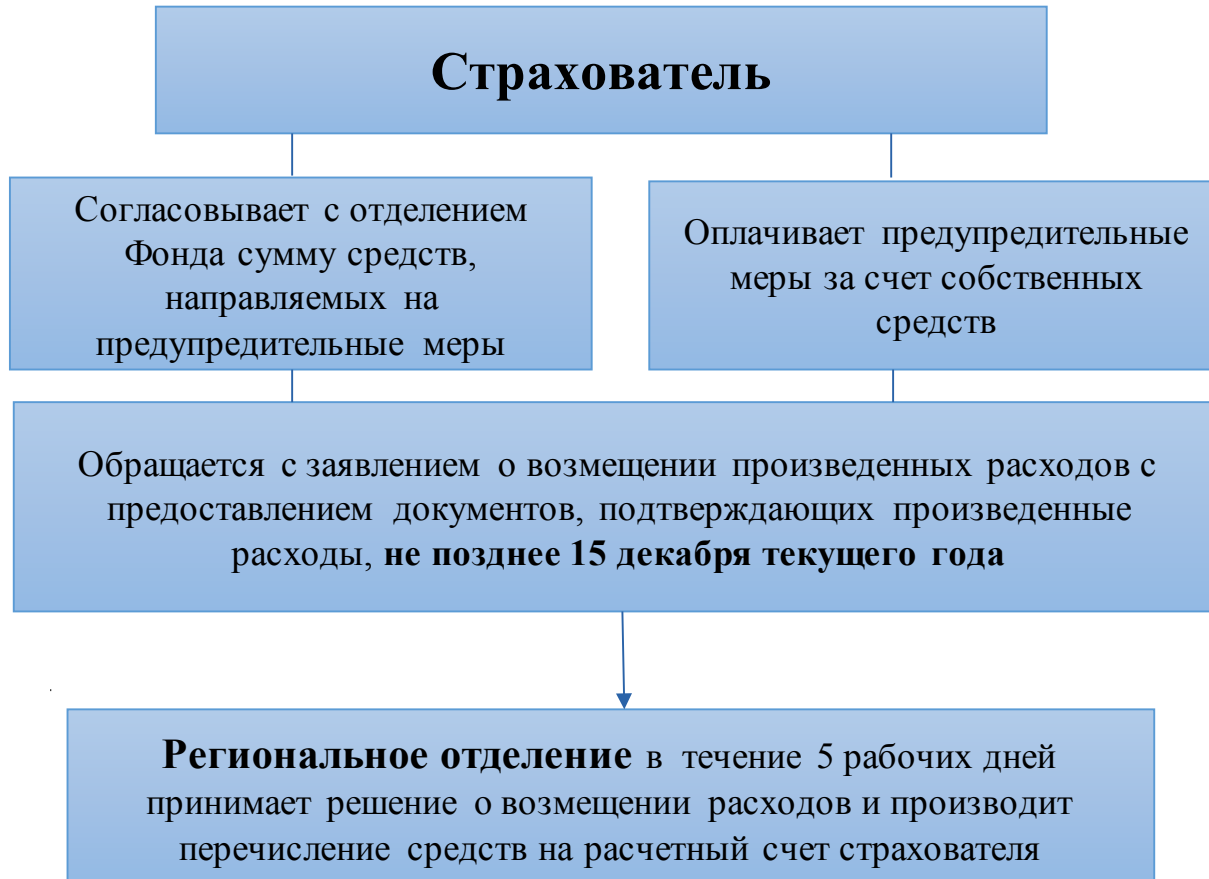 Страхователь
Согласовывает с отделением
Фонда сумму средств,
направляемых на
предупредительные меры
Оплачивает предупредительные
меры за счет собственных
средств
Обращается с заявлением о возмещении произведенных расходов с
предоставлением документов, подтверждающих произведенные
расходы, не позднее 15 декабря текущего года
Региональное отделение в течение 5 рабочих дней
принимает решение о возмещении расходов и производит
перечисление средств на расчетный счет страхователя